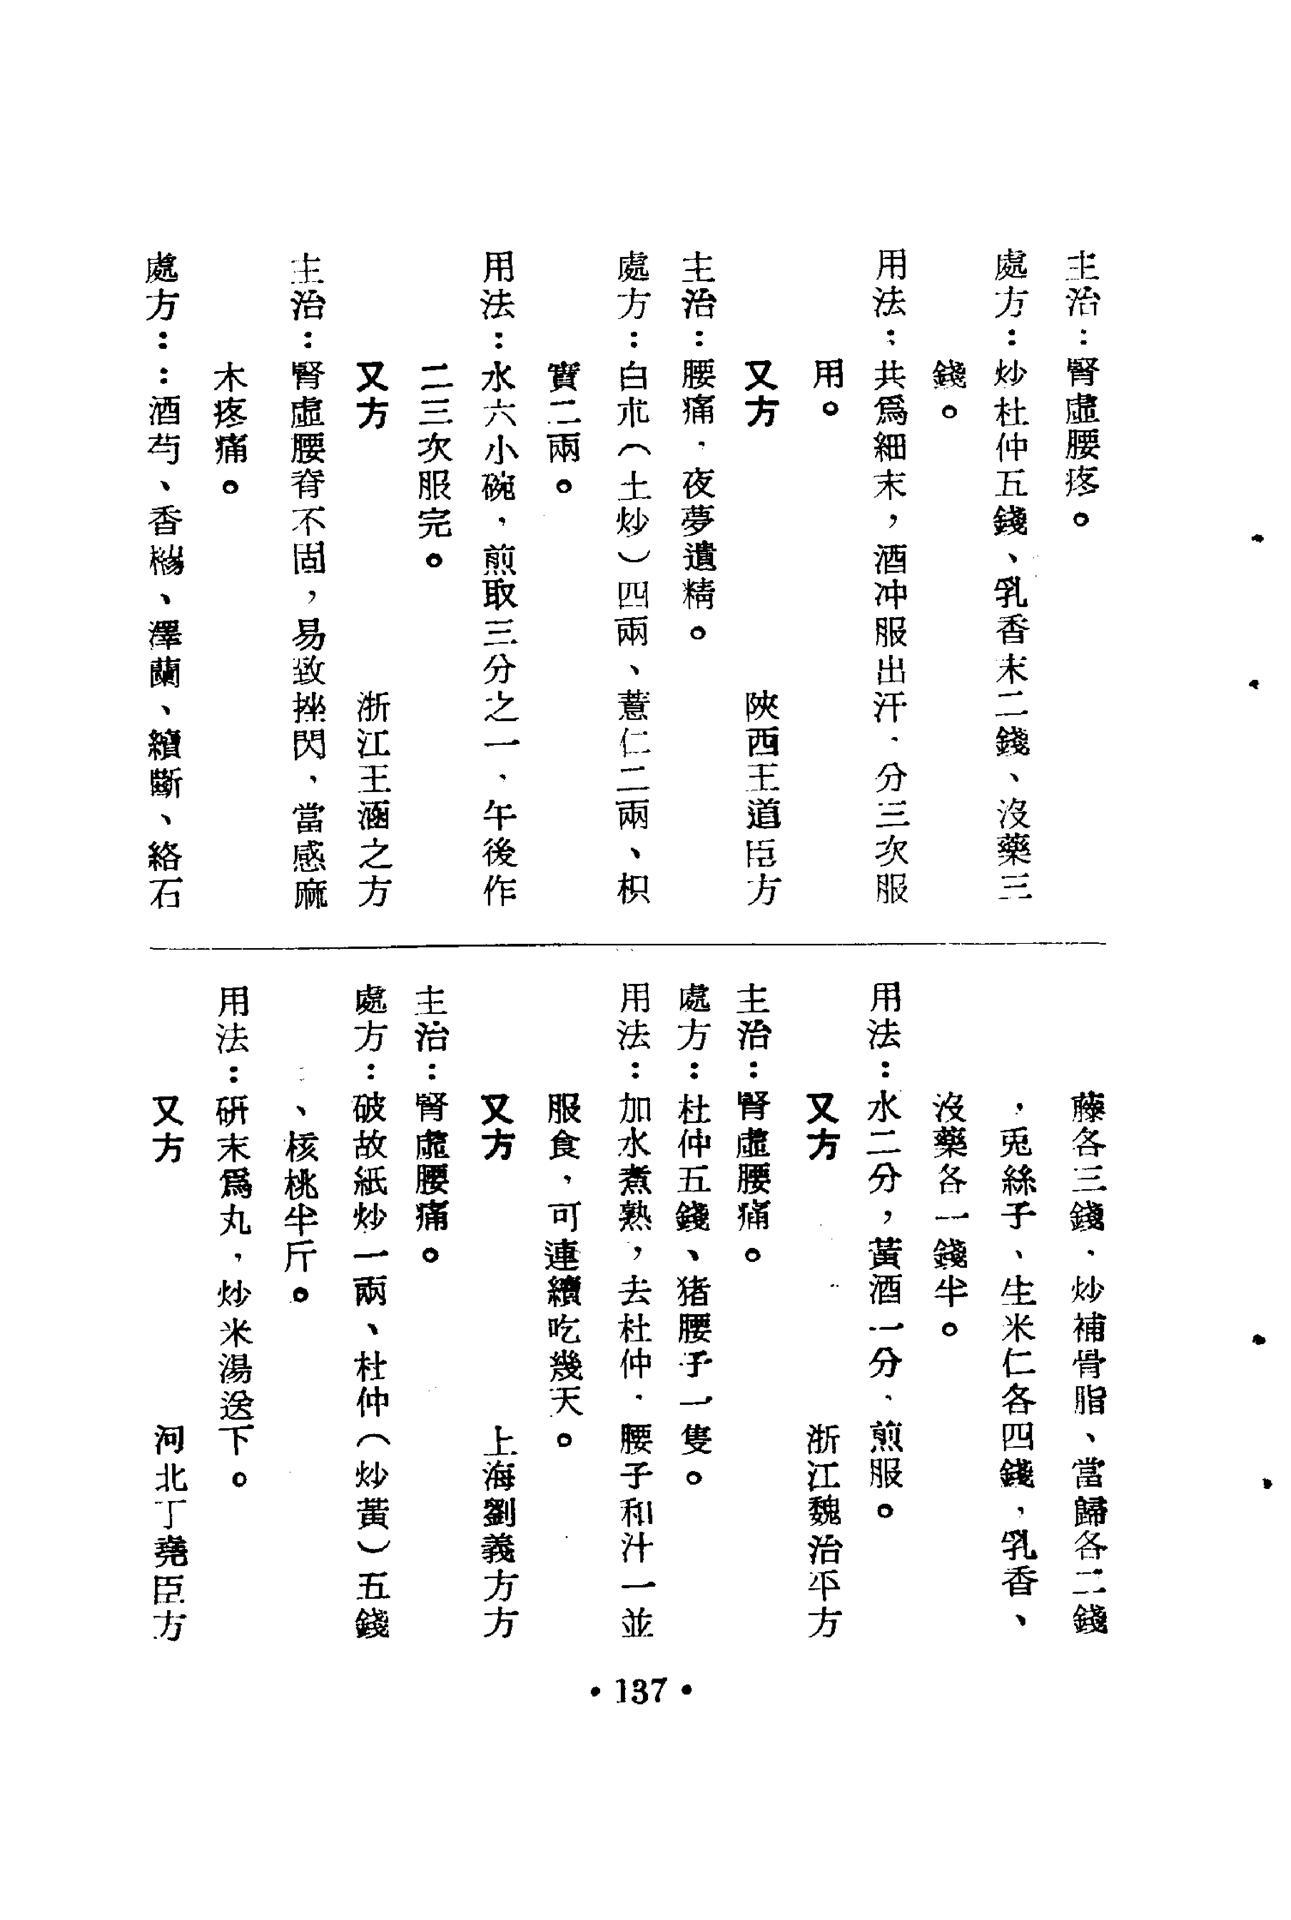 主治：腎虛腰疼。
處方：炒杜仲五錢、乳香末二錢、沒藥三
錢。
用法：共爲細末，酒冲服出汗，分三次服
用。
又方　陝西王道臣方
主治：腰痛，夜夢遺精。
處方：白朮（土炒）四兩、薏仁二兩、枳
實二兩。
用法：水六小碗，煎取三分之一，午後作
二三次服完。
又方　浙江王涵之方
主治：腎虛腰脊不固，易致挫閃，當感麻
木疼痛。
處方：：酒芍、香櫞、澤蘭、續斷、絡石
藤各三錢，炒補骨脂、當歸各二錢
，兎絲子、生米仁各四錢，乳香、
沒藥各一錢半。
用法：水二分，黃酒一分，煎服。
又方　浙江魏治平方
主治：腎虛腰痛。
處方：杜仲五錢、猪腰子一隻。
用法：加水煮熟，去杜仲，腰子和汁一並
服食，可連續吃幾天。
又方　上海劉義方方
主治：腎虛腰痛。
處方：破故紙炒一兩、杜仲（炒黃）五錢
、核桃半斤。
用法：研末爲丸，炒米湯送下。
又方　河北丁堯臣方
•137•